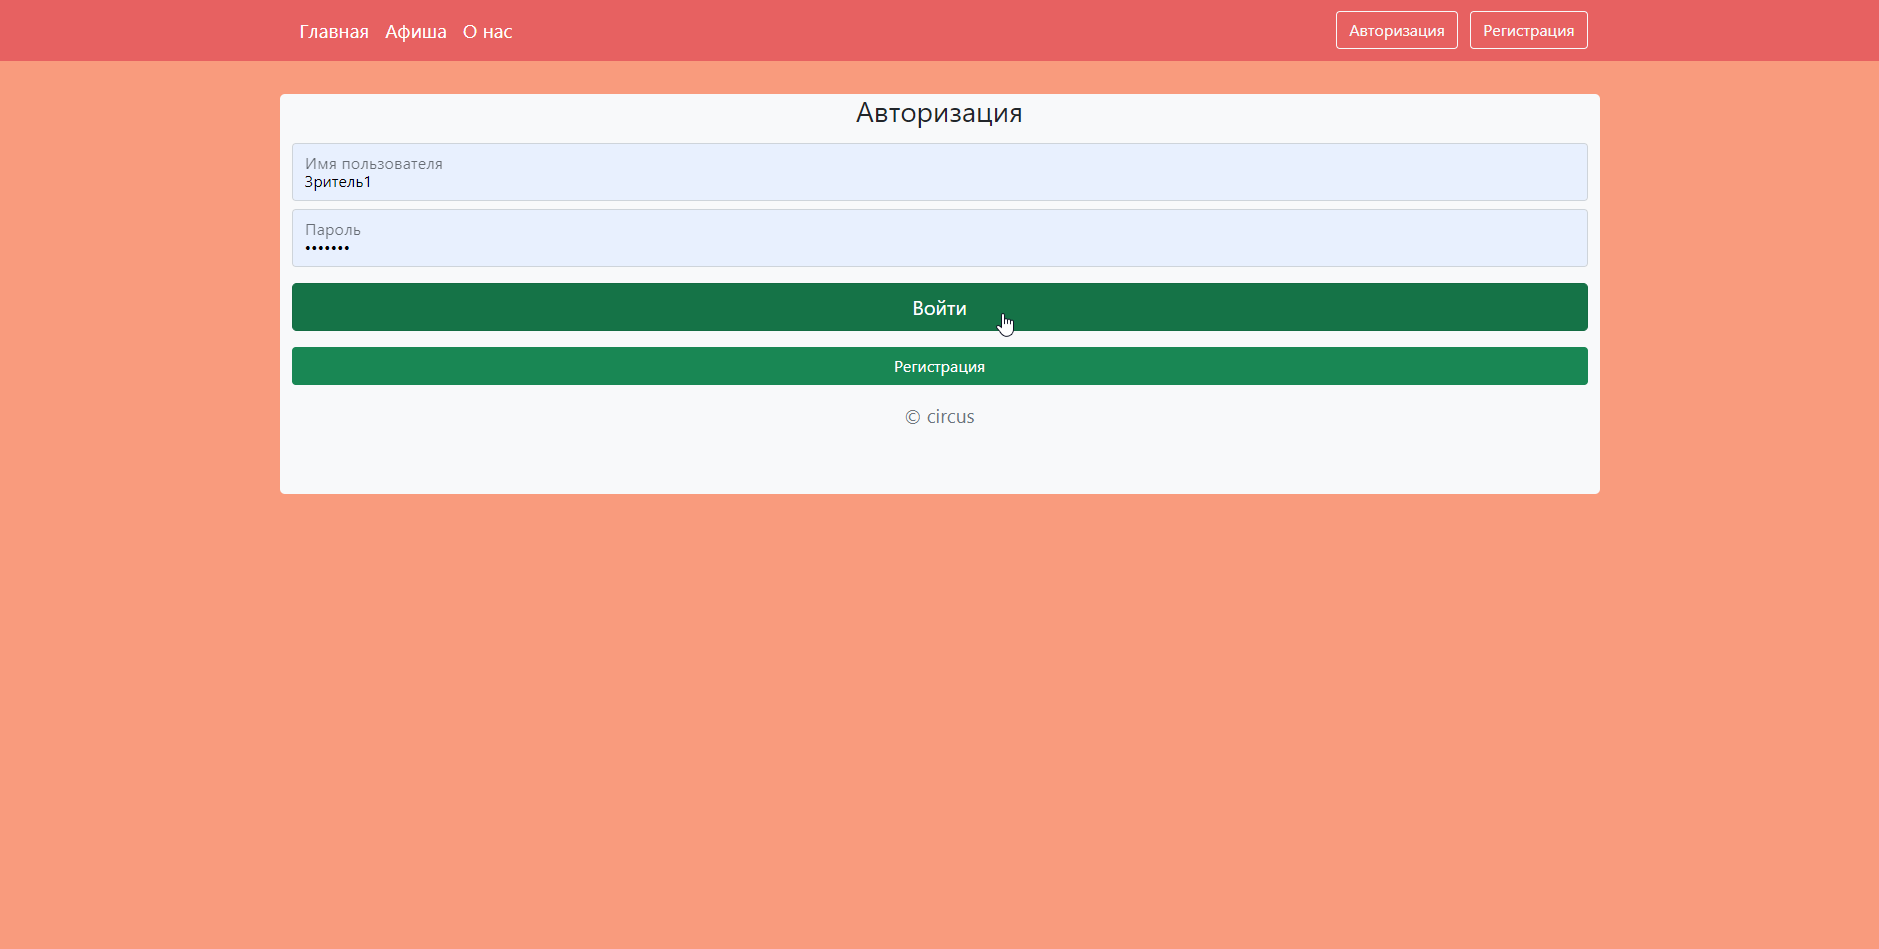 Главная Афиша О нас Авторизация Регистрация
Авторизация
Имя пользователя
Зритель1
Пароль
•••••••
Войти
Регистрация
© circus